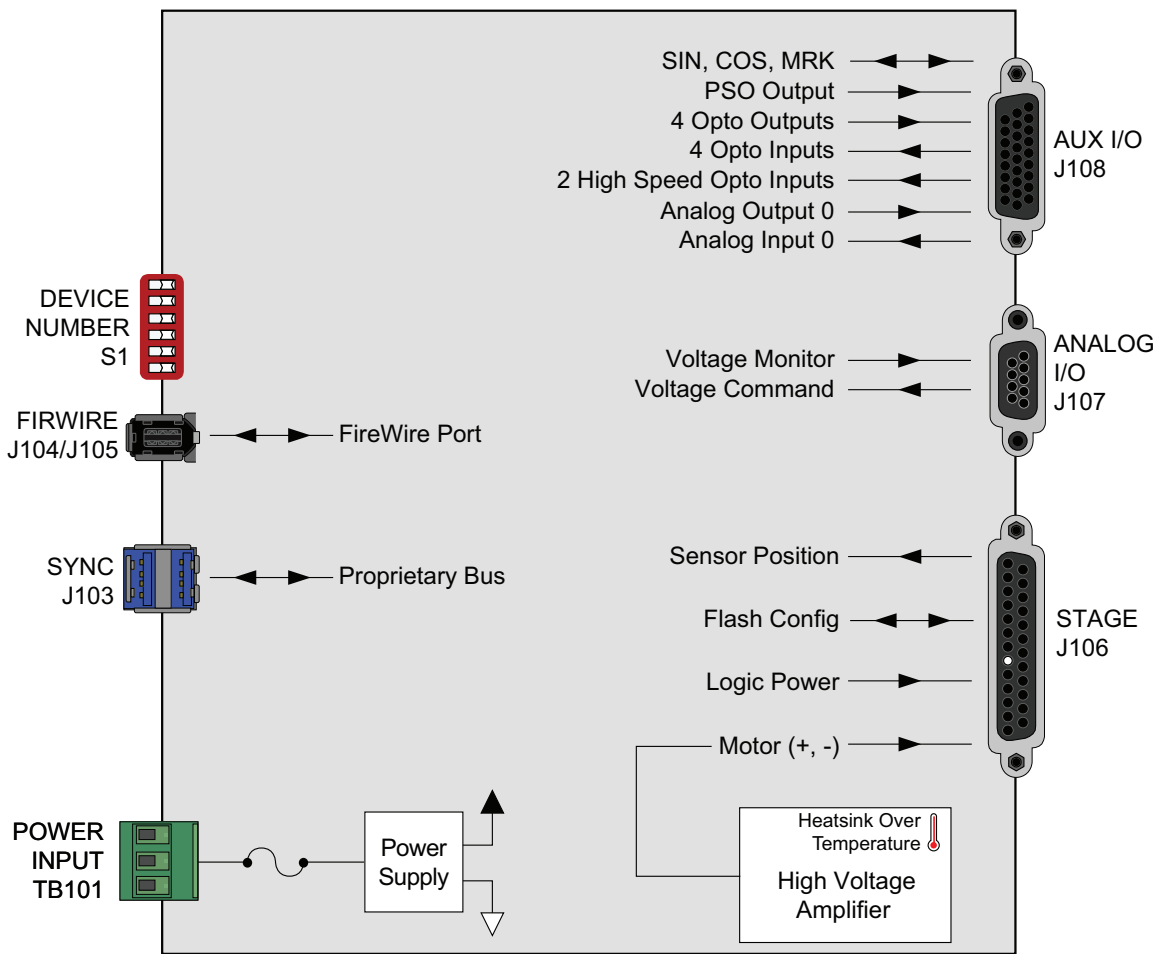 SIN, COS, MRK
PSO Output
4 Opto Outputs
4 Opto Inputs
2 High Speed Opto Inputs
Analog Output 0
Analog Input 0
AUX I/O
J108
DEVICE
NUMBER
S1
Voltage Monitor
Voltage Command
ANALOG
I/O
J107
FIRWIRE
J104/J105
FireWire Port
SYNC
J103
Proprietary Bus
Sensor Position
Flash Config
Logic Power
Motor (+, -)
STAGE
J106
POWER
INPUT
TB101
Power
Supply
Heatsink Over
Temperature
High Voltage
Amplifier